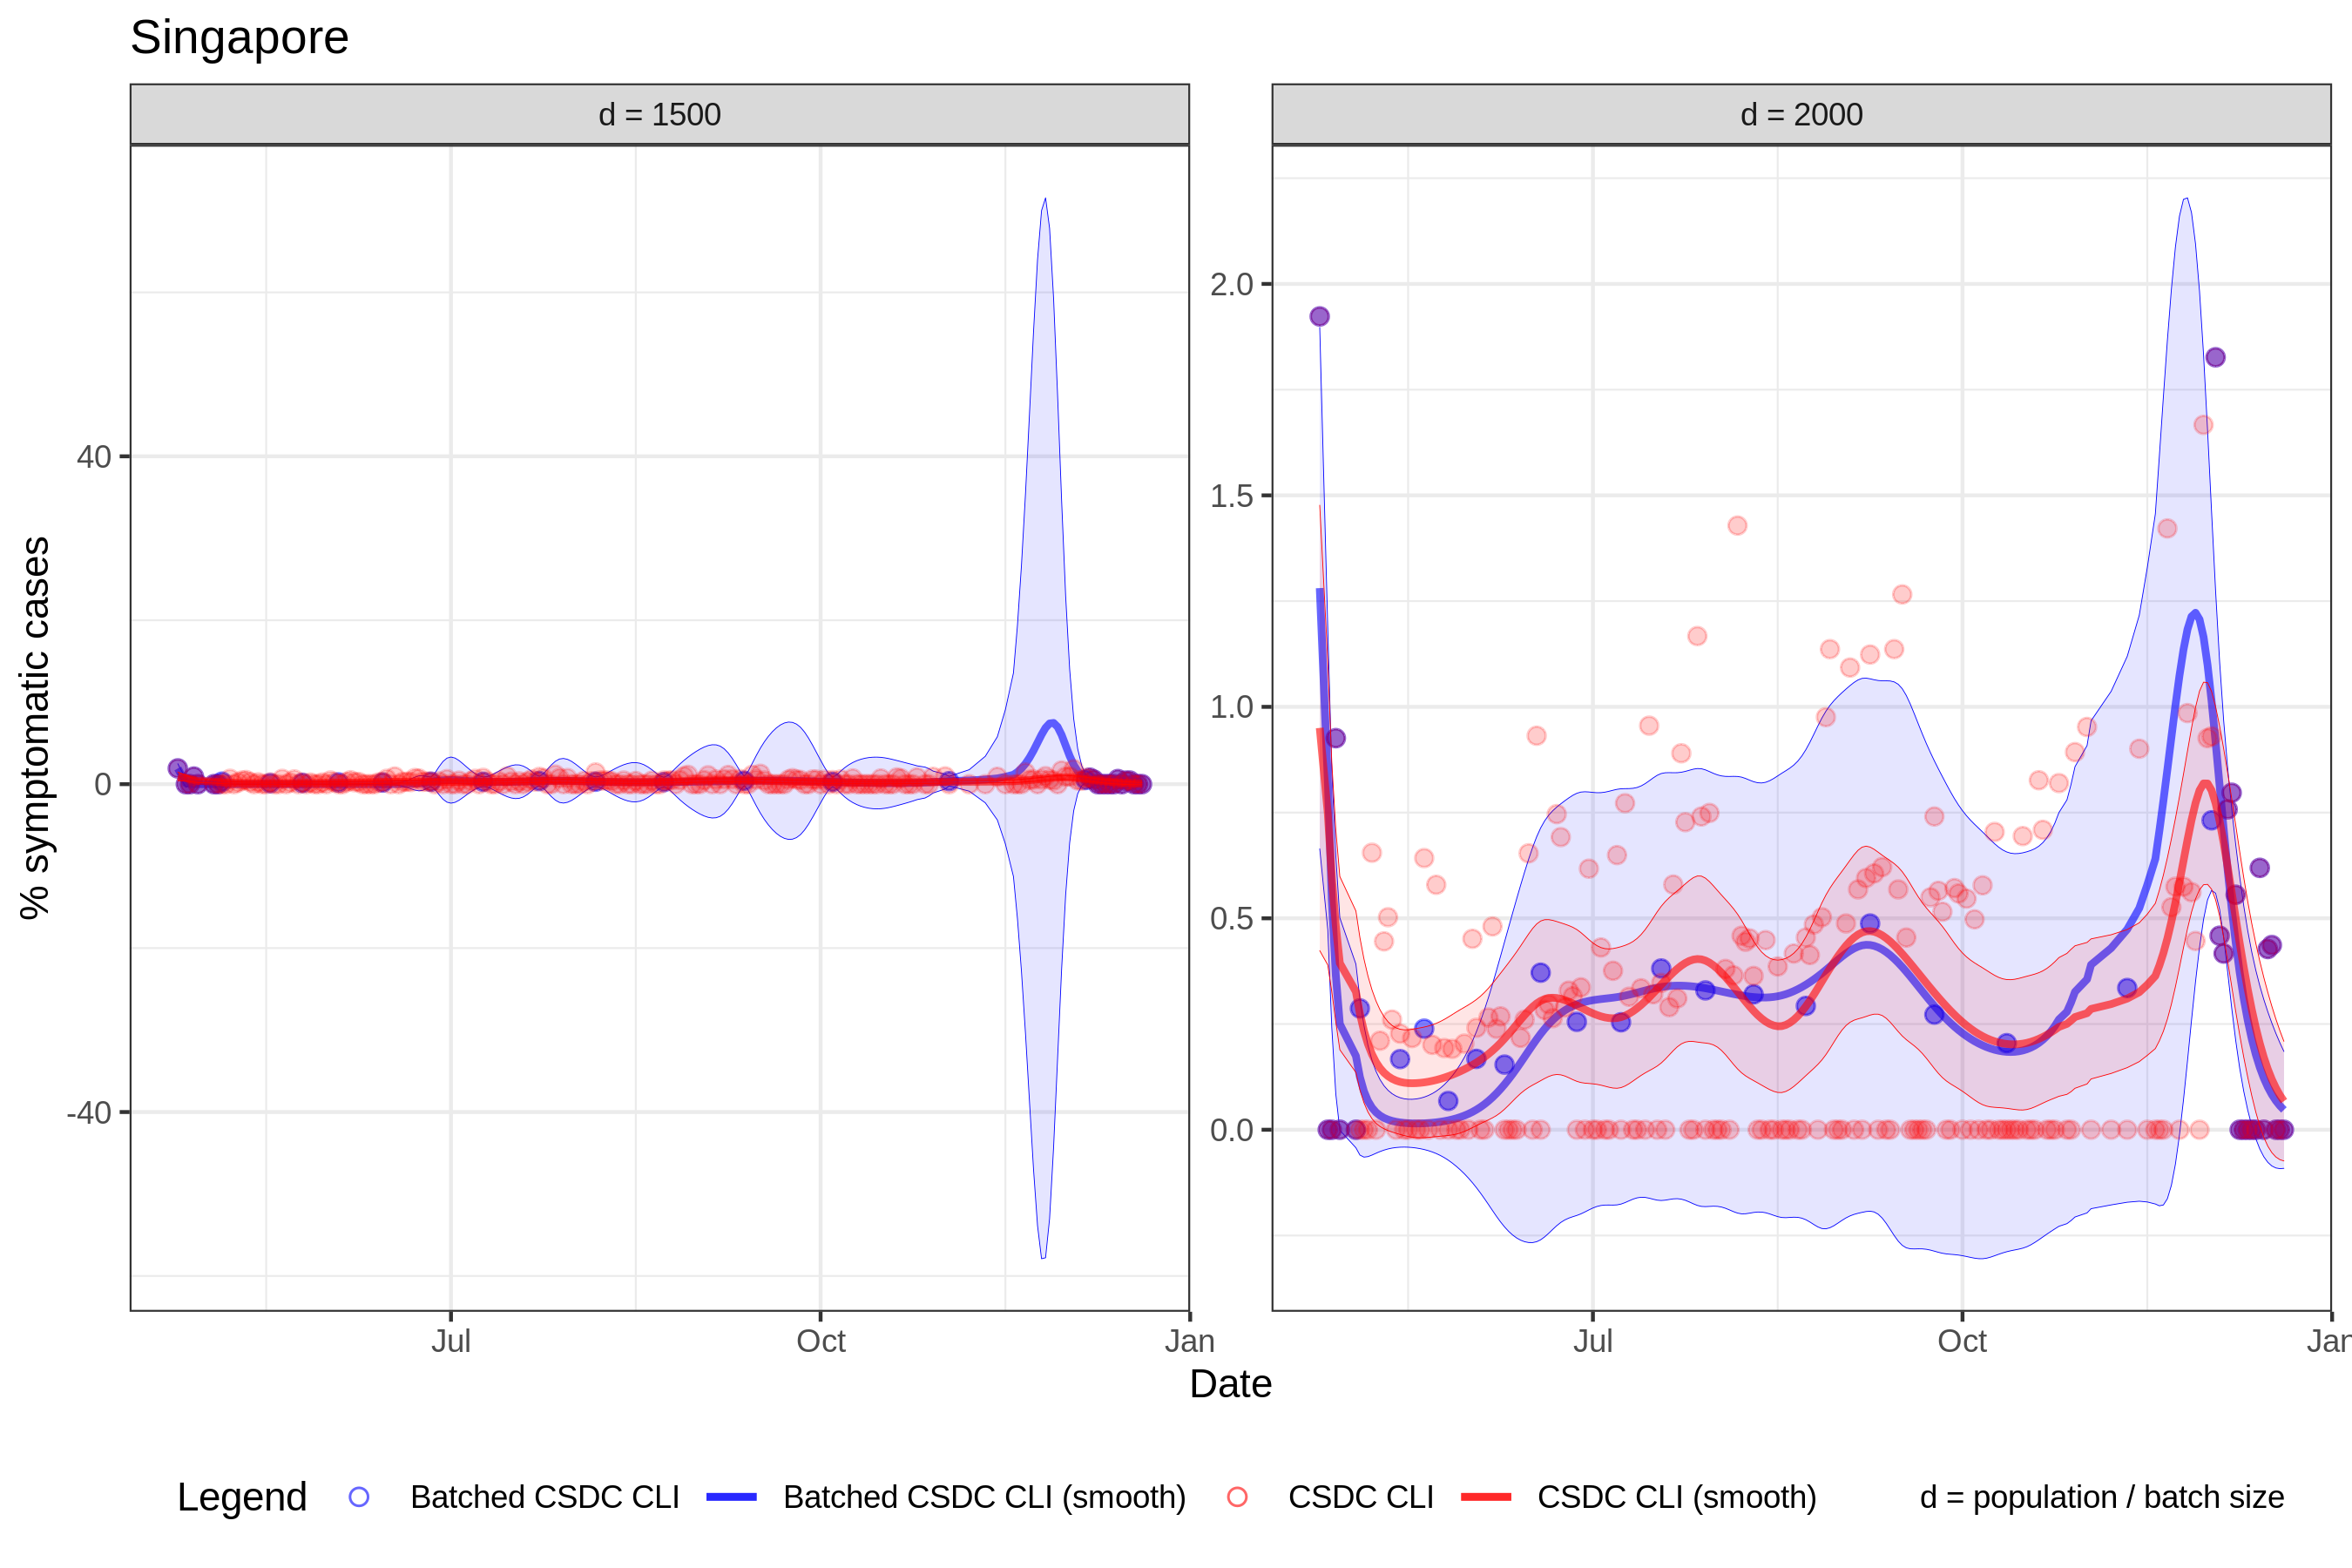 Singapore
d = 1500
d = 2000
% symptomatic cases
40
0
-40
2.0
1.5
1.0
0.5
0.0
Jul
Oct
Jan
Jul
Oct
Jan
Date
Legend
Batched CSDC CLI
Batched CSDC CLI (smooth)
CSDC CLI
CSDC CLI (smooth)
d = population / batch size